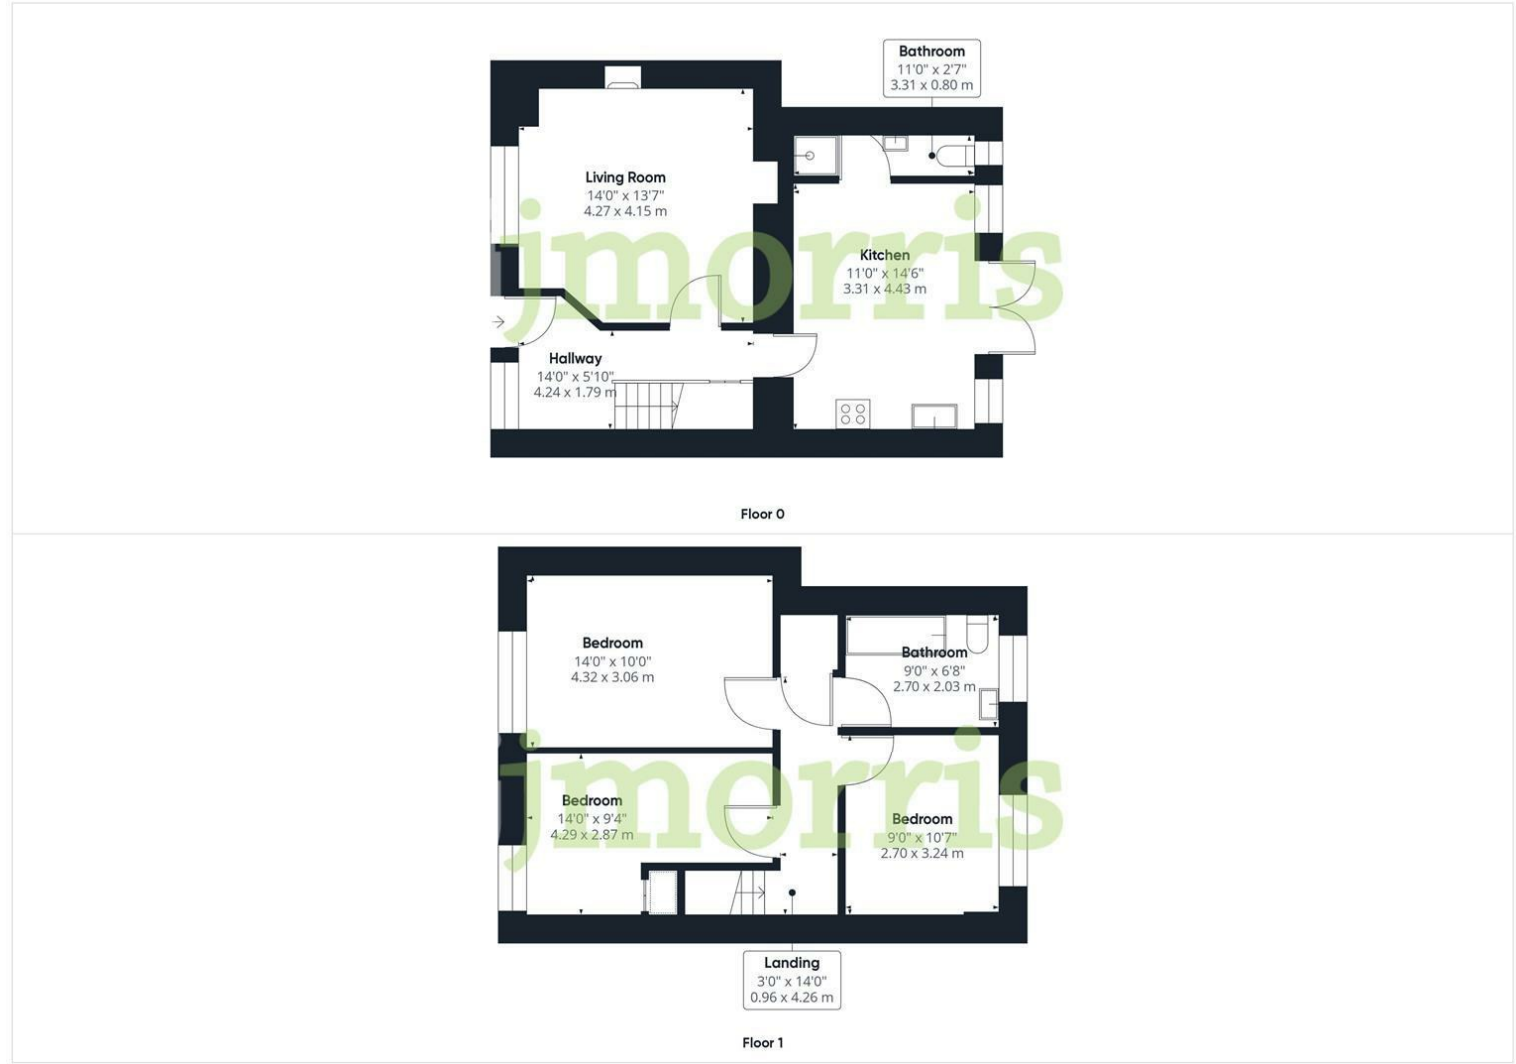 Bathroom
11'0" x 2'7"
3.31 x 0.80 m
Living Room
14'0" x 13'7"
4.27 x 4.15 m
jmorris
Kitchen
11'0" x 14'6"
3.31 x 4.43 m
Hallway
14'0" x 5'10"
4.24 x 1.79 m
Floor 0
Bedroom
14'0" x 10'0"
4.32 x 3.06 m
Bathroom
9'0" x 6'8"
2.70 x 2.03 m
jmorris
Bedroom
14'0" x 9'4"
4.29 x 2.87 m
Bedroom
9'0" x 10'7"
2.70 x 3.24 m
Landing
3'0" x 14'0"
0.96 x 4.26 m
Floor 1